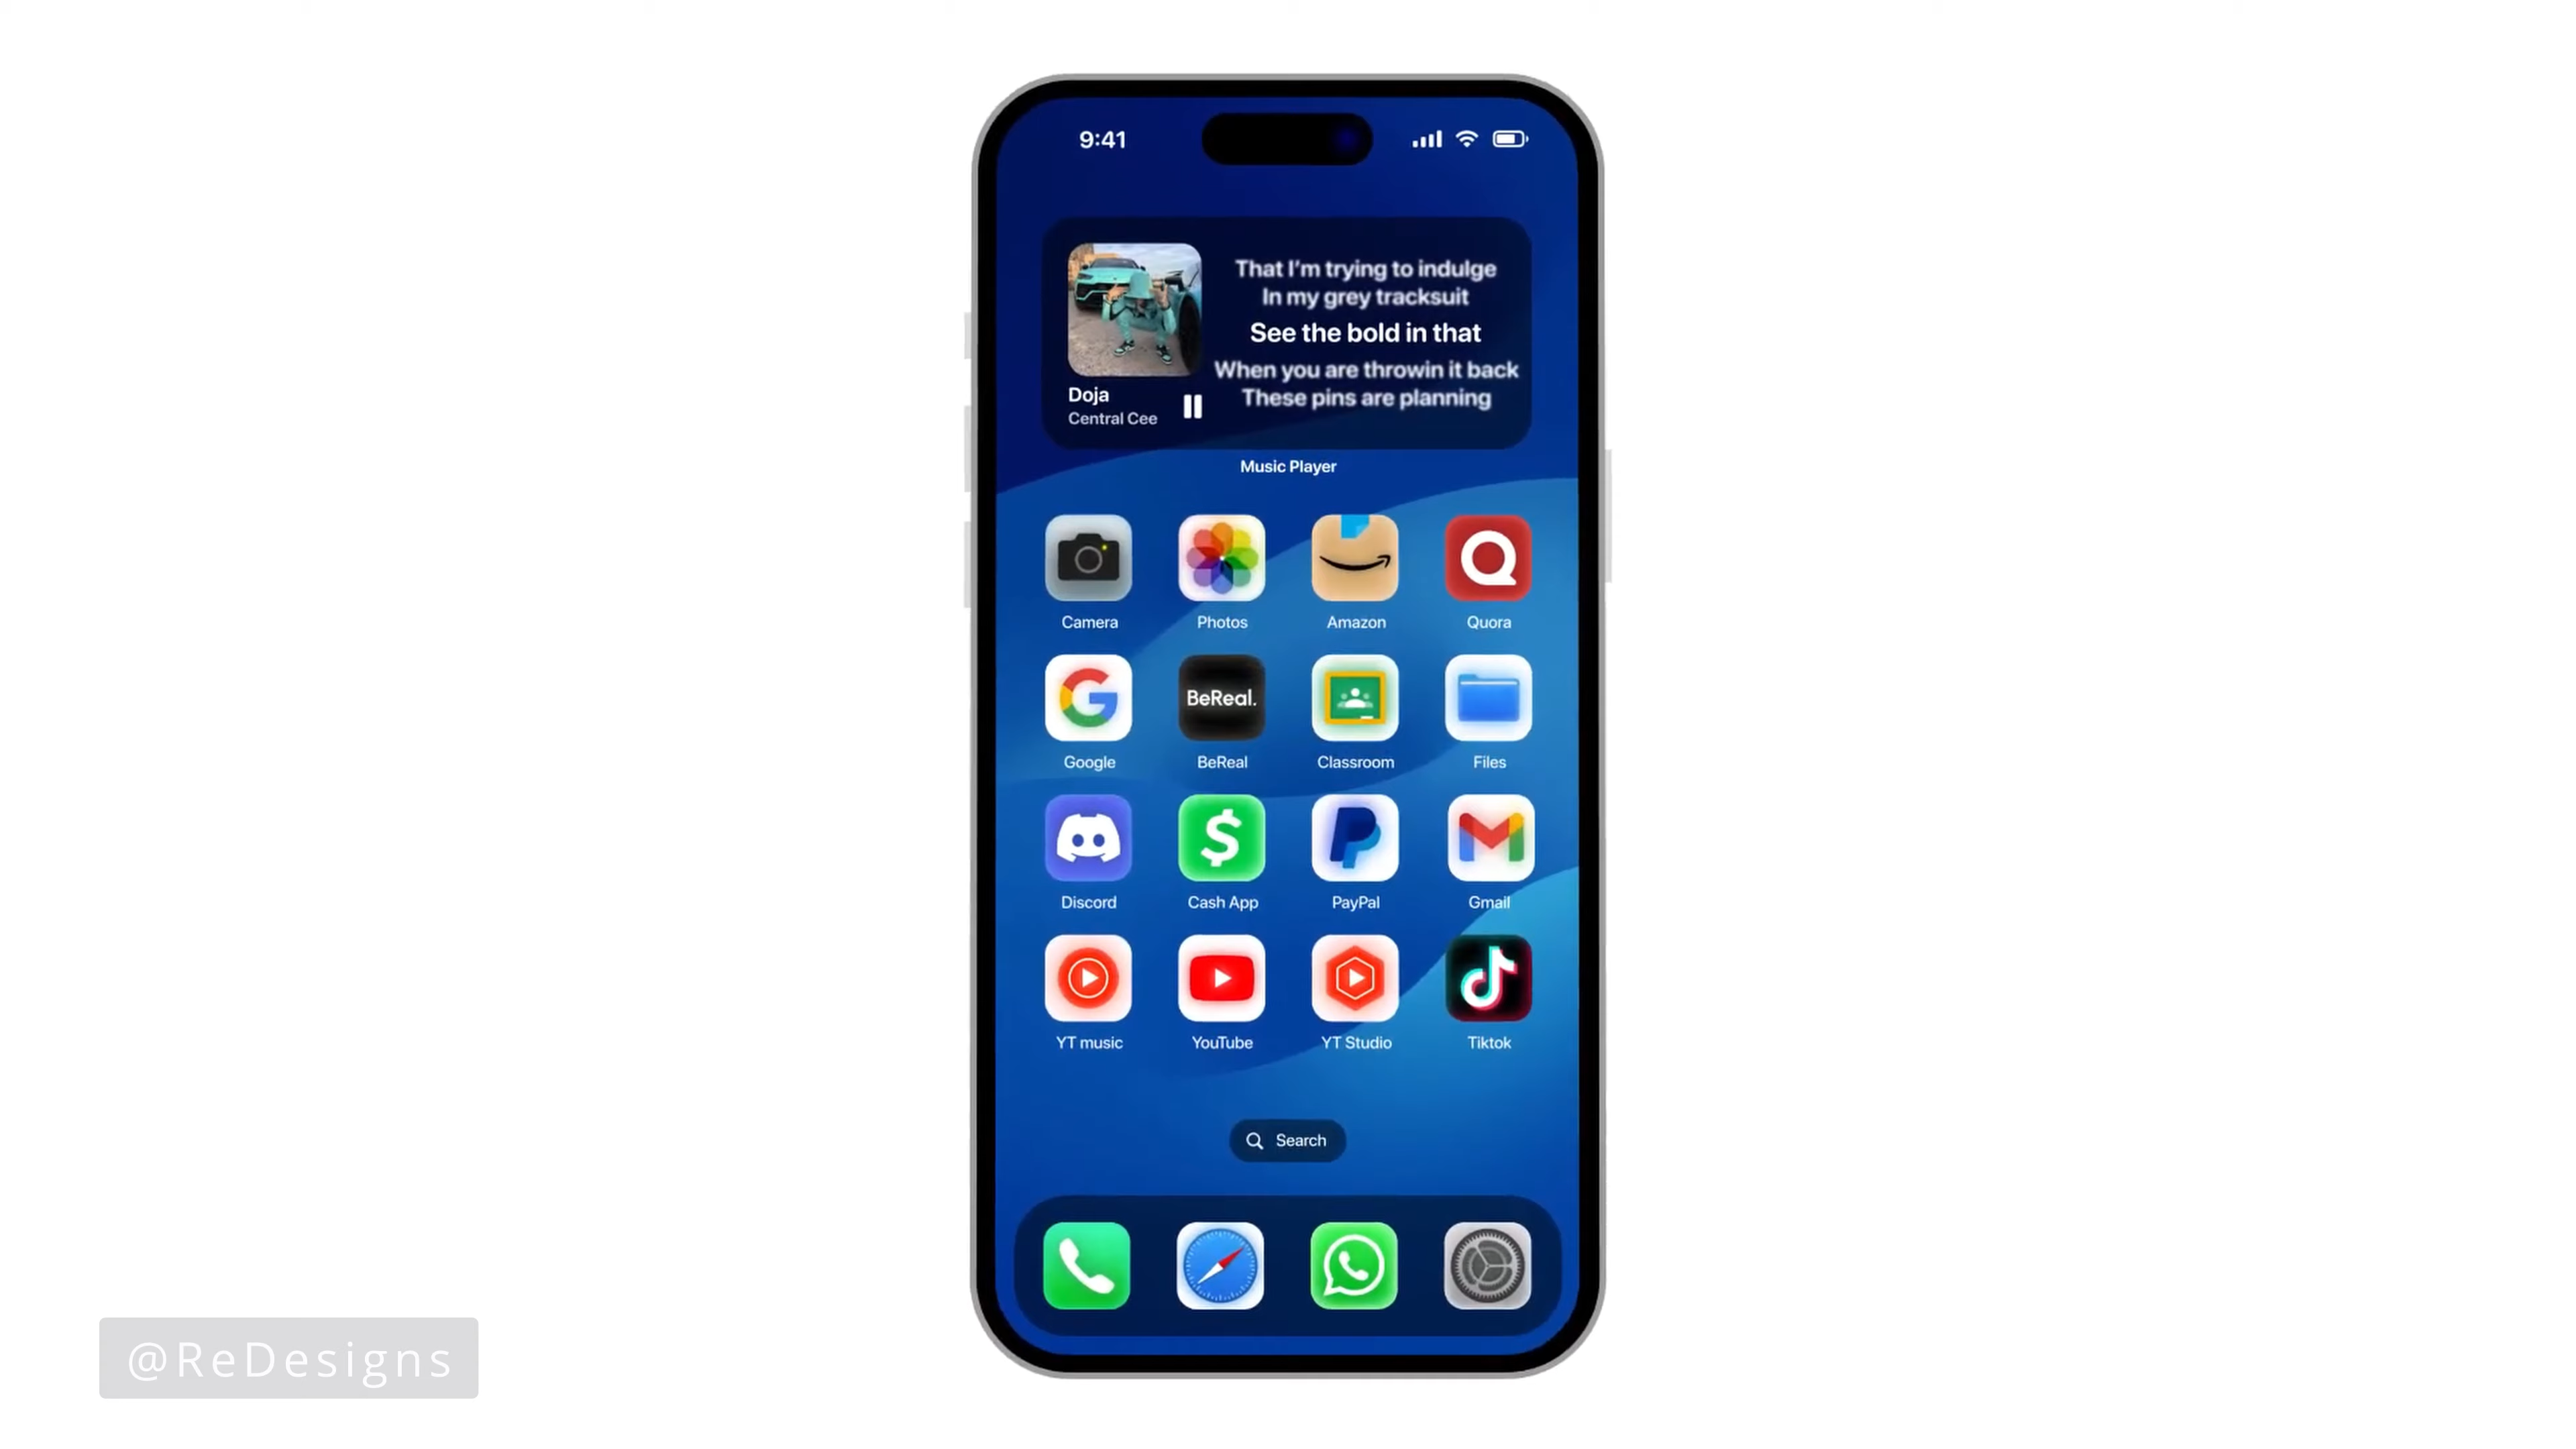 9:41
That I'm trying to indulge
In my grey tracksuit
See the bold in that
When you are throwin it back
These pins are planning
Doja
Central Cee
Music Player
Camera
Photos
Amazon
Quora
BeReal.
Google
BeReal
Classroom
Files
Discord
Cash App
PayPal
Gmail
YT music
YouTube
YT Studio
Tiktok
Search
@ReDesigns